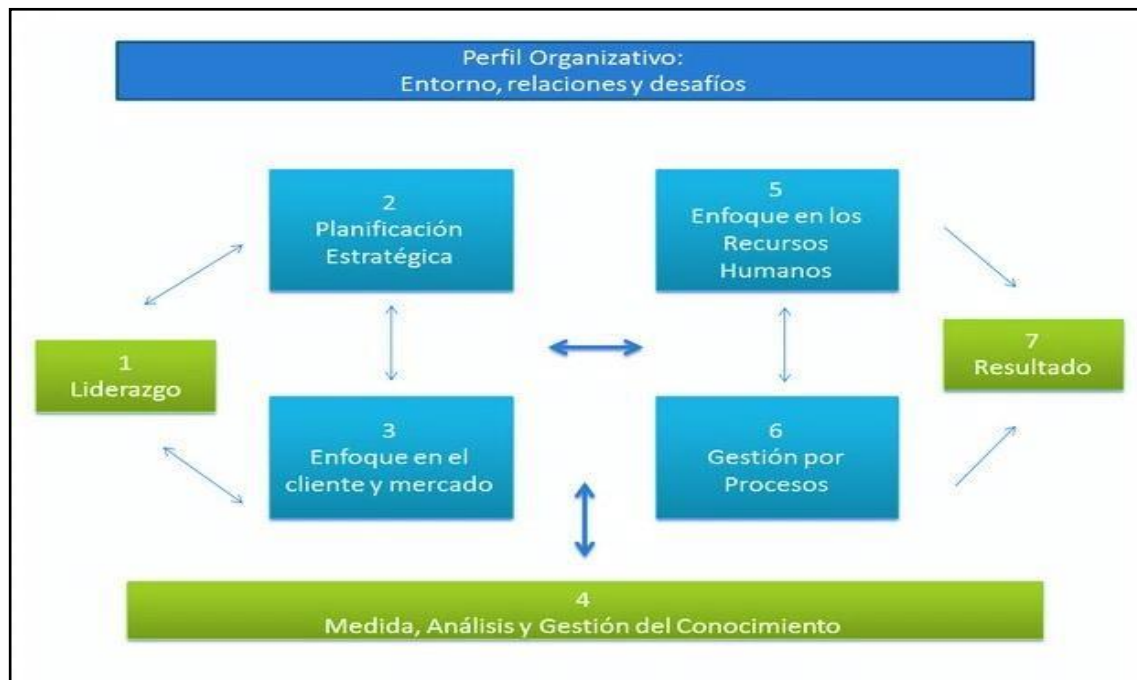 Perfil Organizativo:
Entorno, relaciones y desafíos
2
Planificación
Estratégica
5
Enfoque en los
Recursos
Humanos
1
Liderazgo
7
Resultado
3
Enfoque en el
cliente y mercado
6
Gestión por
Procesos
4
Medida, Análisis y Gestión del Conocimiento